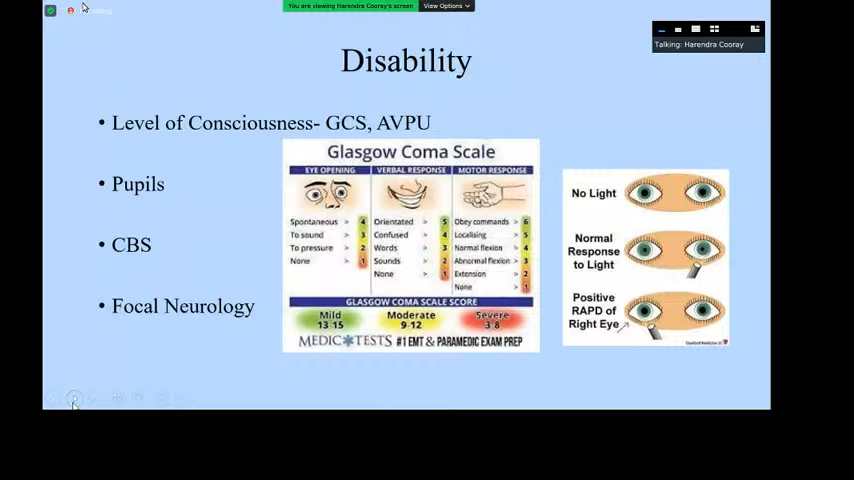 You are viewing Harendra Cooray's screen
View Options
Talking: Harendra Cooray
Disability
• Level of Consciousness- GCS, AVPU
• Pupils
• CBS
• Focal Neurology
Glasgow Coma Scale
EYE OPENING
Spontaneous > 4
To sound > 3
To pressure > 2
None > 1
VERBAL RESPONSE
Orientated > 5
Confused > 4
Words > 3
Sounds > 2
None > 1
MOTOR RESPONSE
Obey commands > 6
Localising > 5
Normal flexion > 4
Abnormal flexion > 3
Extension > 2
None > 1
GLASGOW COMA SCALE SCORE
Mild
13-15
Moderate
9-12
Severe
3-8
MEDIC TESTS #1 EMT & PARAMEDIC EXAM PREP
No Light
Normal
Response
to Light
Positive
RAPD of
Right Eye